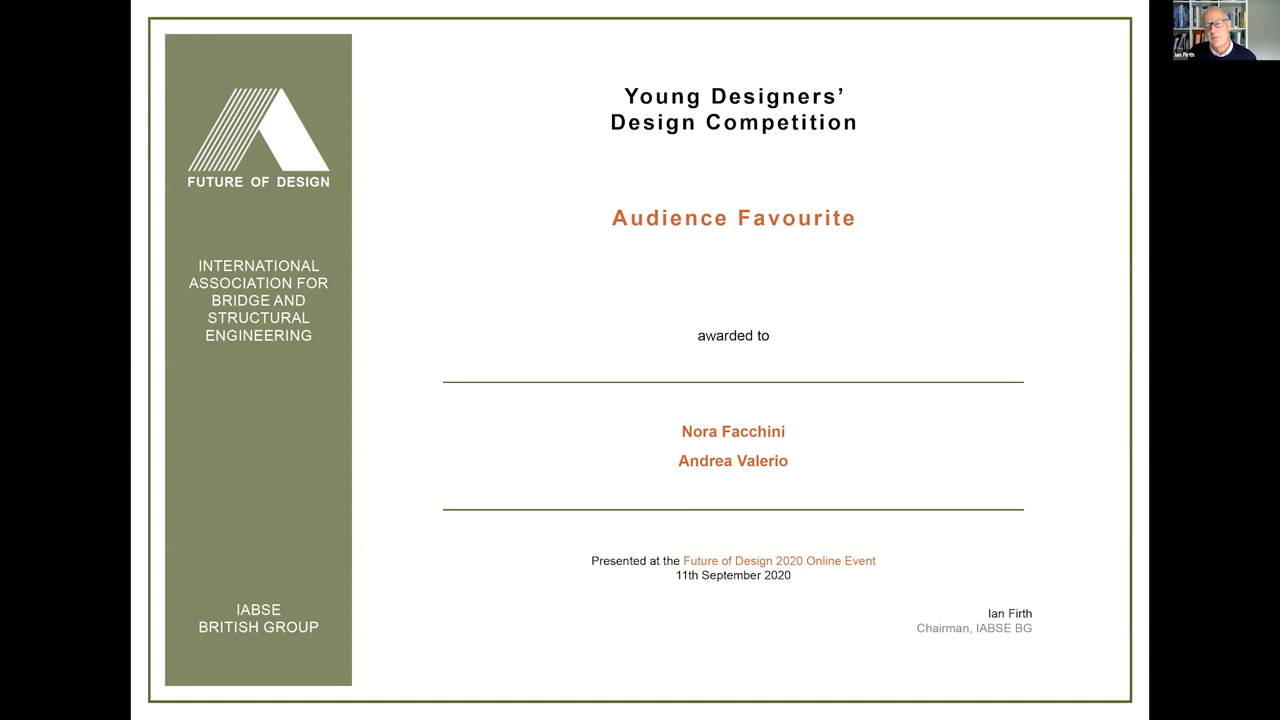 FUTURE OF DESIGN
INTERNATIONAL
ASSOCIATION FOR
BRIDGE AND
STRUCTURAL
ENGINEERING
IABSE
BRITISH GROUP
Young Designers’
Design Competition
Audience Favourite
awarded to
Nora Facchini
Andrea Valerio
Presented at the Future of Design 2020 Online Event
11th September 2020
Ian Firth
Chairman, IABSE BG
Ian Firth